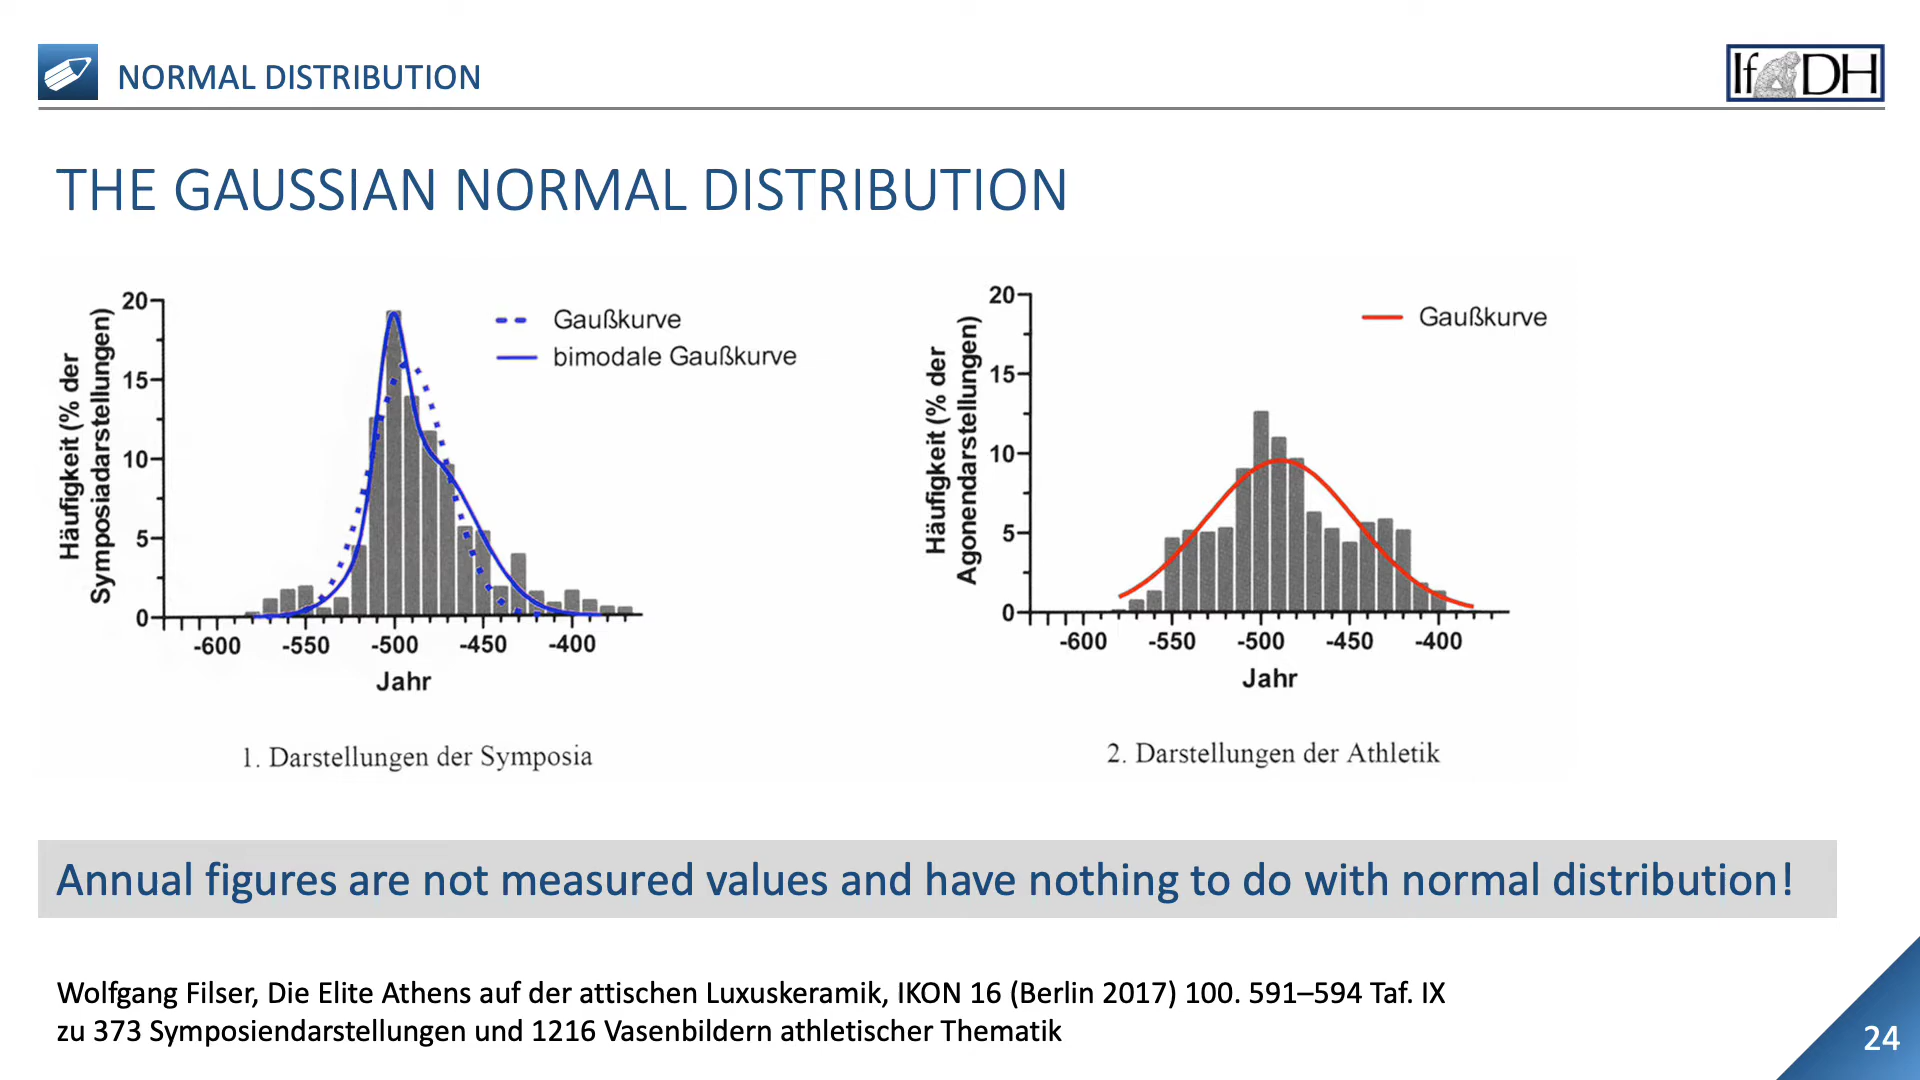 NORMAL DISTRIBUTION
IfDH
THE GAUSSIAN NORMAL DISTRIBUTION
Häufigkeit (% der
Symposiadarstellungen)
20
15
10
5
0
-600 -550 -500 -450 -400
Jahr
Gaußkurve
bimodale Gaußkurve
1. Darstellungen der Symposia
Häufigkeit (% der
Agonendarstellungen)
20
15
10
5
0
-600 -550 -500 -450 -400
Jahr
Gaußkurve
2. Darstellungen der Athletik
Annual figures are not measured values and have nothing to do with normal distribution!
Wolfgang Filser, Die Elite Athens auf der attischen Luxuskeramik, IKON 16 (Berlin 2017) 100. 591–594 Taf. IX
zu 373 Symposiendarstellungen und 1216 Vasenbildern athletischer Thematik
24